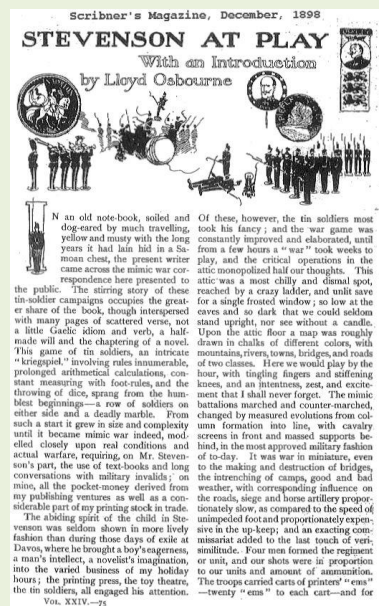 Scribner's Magazine, December, 1898
STEVENSON AT PLAY
With an Introduction
by Lloyd Osbourne
IN an old note-book, soiled and
dog-eared by much travelling,
yellow and musty with the long
years it had lain hid in a Sa-
moan chest, the present writer
came across the mimic war cor-
respondence here presented to
the public. The stirring story of these
tin-soldier campaigns occupies the great-
er share of the book, though interspersed
with many pages of scattered verse, not
a little Gaelic idiom and verb, a half-
made will and the chaptering of a novel.
This game of tin soldiers, an intricate
"kriegspiel," involving rules innumerable,
prolonged arithmetical calculations, con-
stant measuring with foot-rules, and the
throwing of dice, sprang from the hum-
blest beginnings—a row of soldiers on
either side and a deadly marble. From
such a start it grew in size and complexity
until it became mimic war indeed, mod-
elled closely upon real conditions and
actual warfare, requiring, on Mr. Steven-
son's part, the use of text-books and long
conversations with military invalids; on
mine, all the pocket-money derived from
my publishing ventures as well as a con-
siderable part of my printing stock in trade.
The abiding spirit of the child in Ste-
venson was seldom shown in more lively
fashion than during those days of exile at
Davos, where he brought a boy's eagerness,
a man's intellect, a novelist's imagination,
into the varied business of my holiday
hours; the printing press, the toy theatre,
the tin soldiers, all engaged his attention.
VOL. XXIV.—75
Of these, however, the tin soldiers most
took his fancy; and the war game was
constantly improved and elaborated, until
from a few hours a "war" took weeks to
play, and the critical operations in the
attic monopolized half our thoughts. This
attic was a most chilly and dismal spot,
reached by a crazy ladder, and unlit save
for a single frosted window; so low at the
eaves and so dark that we could seldom
stand upright, nor see without a candle.
Upon the attic floor a map was roughly
drawn in chalks of different colors, with
mountains, rivers, towns, bridges, and roads
of two classes. Here we would play by the
hour, with tingling fingers and stiffening
knees, and an intentness, zest, and excite-
ment that I shall never forget. The mimic
battalions marched and counter-marched,
changed by measured evolutions from col-
umn formation into line, with cavalry
screens in front and massed supports be-
hind, in the most approved military fashion
of to-day. It was war in miniature, even
to the making and destruction of bridges,
the intrenching of camps, good and bad
weather, with corresponding influence on
the roads, siege and horse artillery propor-
tionately slow, as compared to the speed of
unimpeded foot and proportionately expen-
sive in the up-keep; and an exacting com-
missariat added to the last touch of veri-
similitude. Four men formed the regiment
or unit, and our shots were in proportion
to our units and amount of ammunition.
The troops carried carts of printers' "ems"
—twenty "ems" to each cart—and for